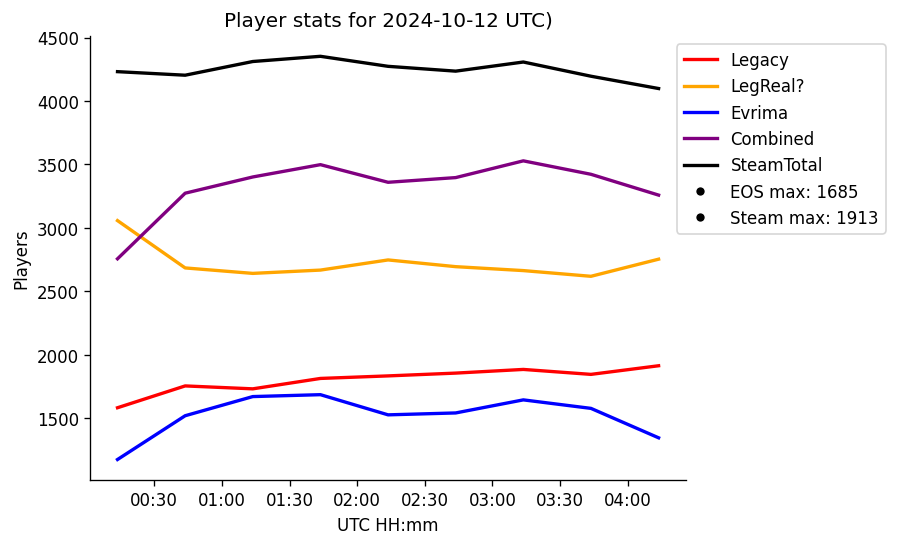 Player stats for 2024-10-12 UTC)
4500
4000
3500
3000
2500
2000
1500
Players
00:30 01:00 01:30 02:00 02:30 03:00 03:30 04:00
UTC HH:mm
Legacy
LegReal?
Evrima
Combined
SteamTotal
EOS max: 1685
Steam max: 1913